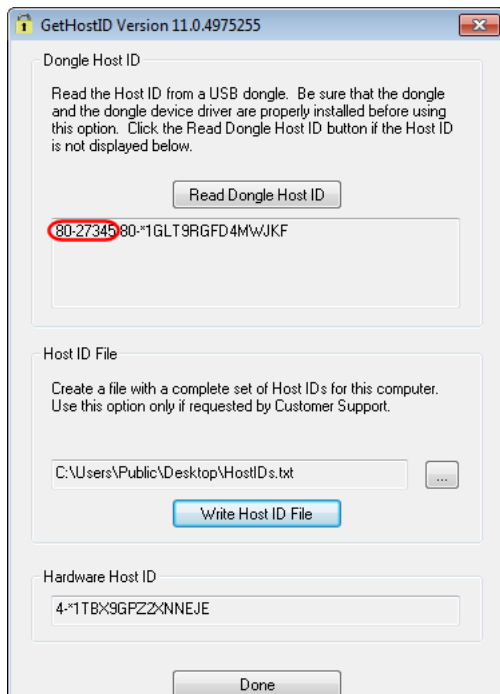 GetHostID Version 11.0.4975255
Dongle Host ID
Read the Host ID from a USB dongle. Be sure that the dongle
and the dongle device driver are properly installed before using
this option. Click the Read Dongle Host ID button if the Host ID
is not displayed below.
Read Dongle Host ID
80-27345 80-*1GLT9RGFD4MWJKF
Host ID File
Create a file with a complete set of Host IDs for this computer.
Use this option only if requested by Customer Support.
C:\Users\Public\Desktop\HostIDs.txt
...
Write Host ID File
Hardware Host ID
4-*1TBX9GPZ2XNNEJE
Done